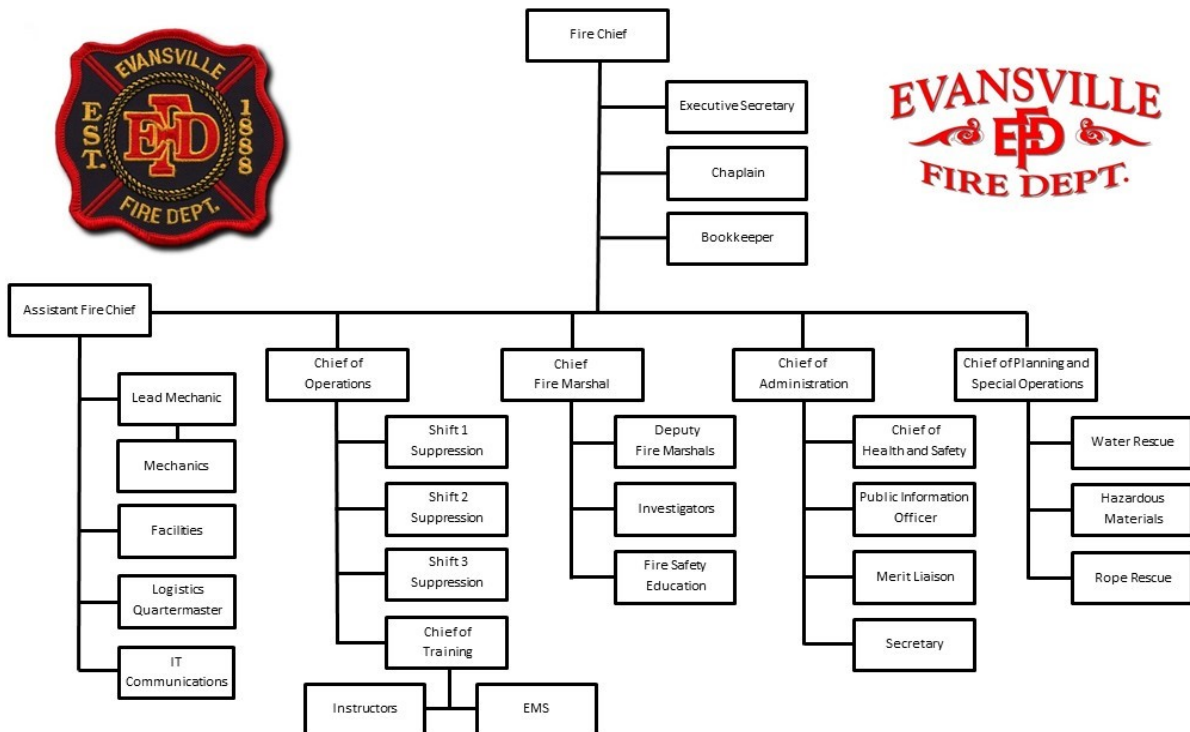 Fire Chief
EVANSVILLE
EST.
1888
EFD
FIRE DEPT.
EVANSVILLE
EFD
FIRE DEPT.
Executive Secretary
Chaplain
Bookkeeper
Assistant Fire Chief
Lead Mechanic
Mechanics
Facilities
Logistics
Quartermaster
IT
Communications
Chief of
Operations
Shift 1
Suppression
Shift 2
Suppression
Shift 3
Suppression
Chief of
Training
Instructors
EMS
Chief
Fire Marshal
Deputy
Fire Marshals
Investigators
Fire Safety
Education
Chief of
Administration
Chief of
Health and Safety
Public Information
Officer
Merit Liaison
Secretary
Chief of Planning and
Special Operations
Water Rescue
Hazardous
Materials
Rope Rescue